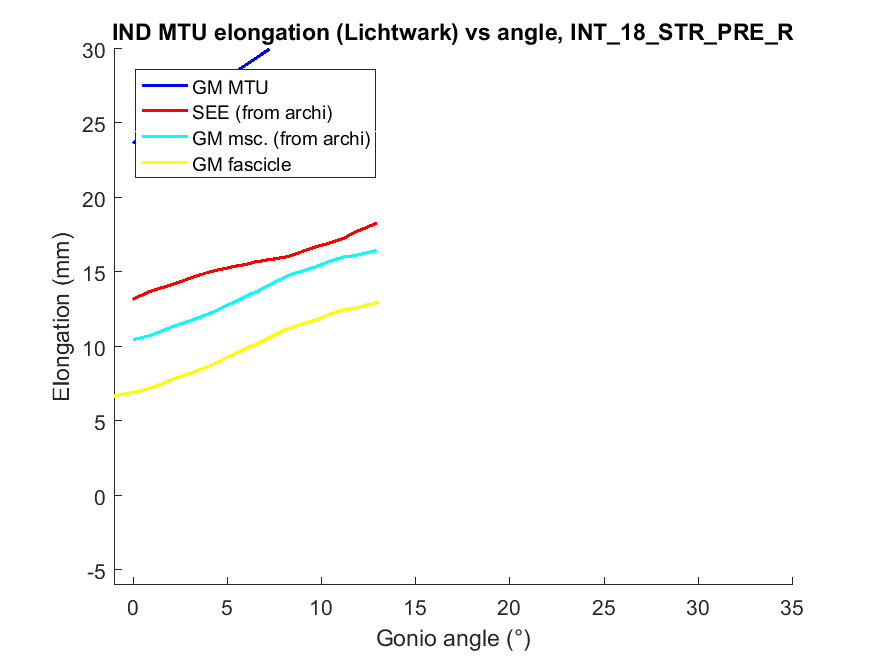 IND MTU elongation (Lichtwark) vs angle, INT_18_STR_PRE_R
30
GM MTU
SEE (from archi)
GM msc. (from archi)
GM fascicle
25
20
15
10
5
0
-5
Elongation (mm)
0 5 10 15 20 25 30 35
Gonio angle (°)